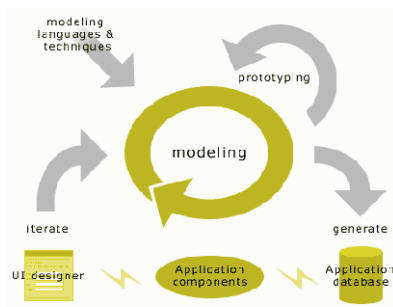 modeling
languages &
techniques
prototyping
modeling
iterate
generate
UI designer
Application
components
Application
database